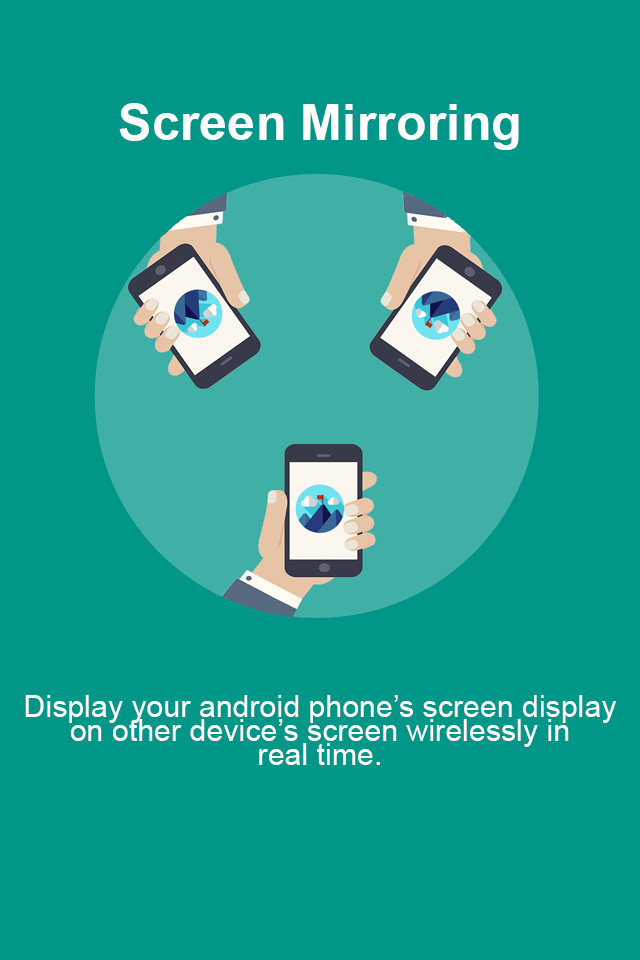 Screen Mirroring
Display your android phone’s screen display
on other device’s screen wirelessly in
real time.